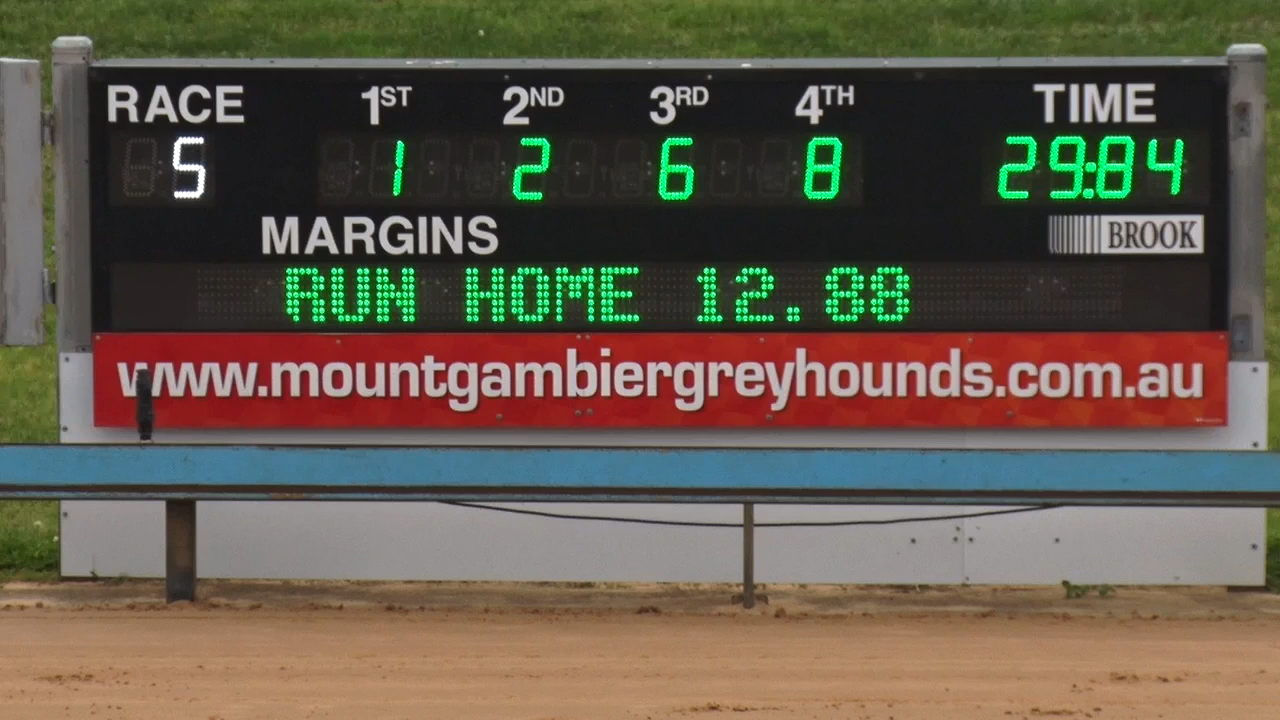 RACE 1ST 2ND 3RD 4TH TIME
5 1 2 6 8 29:84
MARGINS BROOK
RUN HOME 12.88
www.mountgambiergreyhounds.com.au